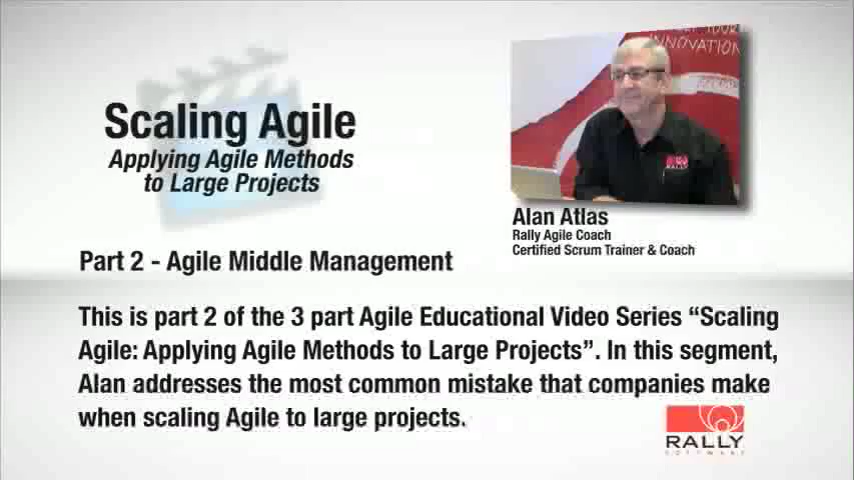 Scaling Agile
Applying Agile Methods
to Large Projects
INNOVATION
RALLY
Alan Atlas
Rally Agile Coach
Certified Scrum Trainer & Coach
Part 2 - Agile Middle Management
This is part 2 of the 3 part Agile Educational Video Series “Scaling
Agile: Applying Agile Methods to Large Projects”. In this segment,
Alan addresses the most common mistake that companies make
when scaling Agile to large projects.
RALLY
SOFTWARE